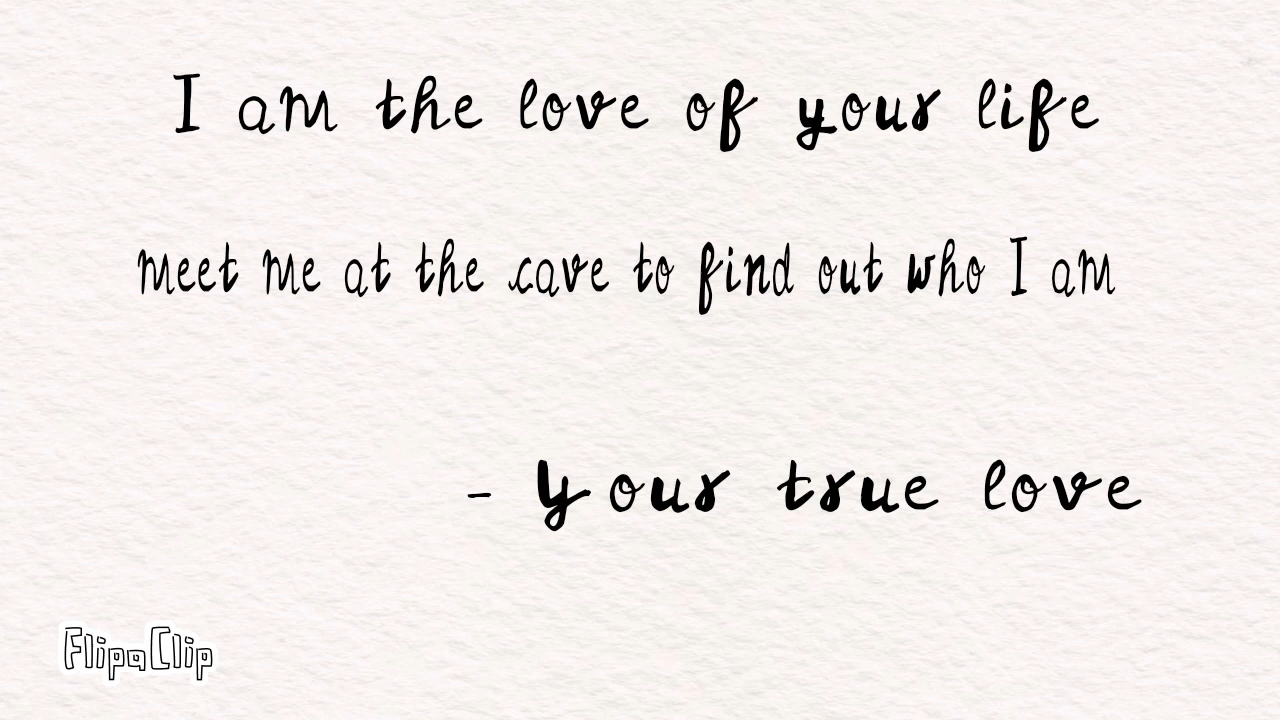 I am the love of your life
meet me at the cave to find out who I am
- Your true love
FlipaClip